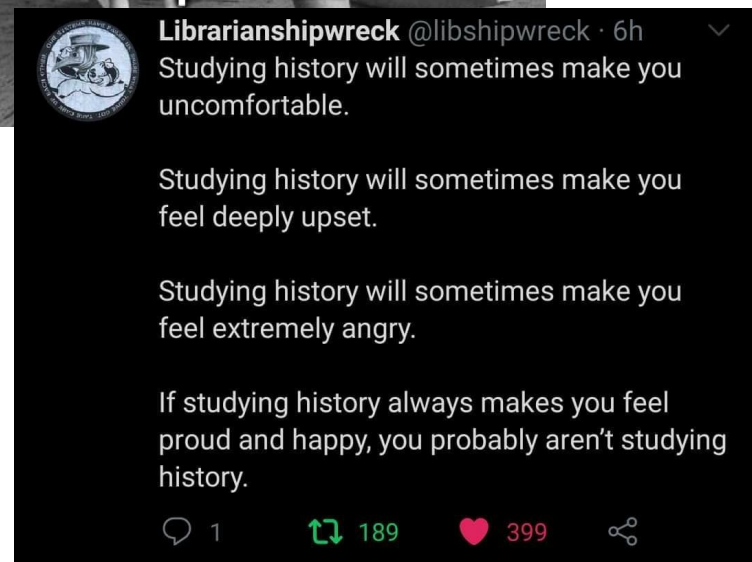 Librarianshipwreck @libshipwreck · 6h
Studying history will sometimes make you
uncomfortable.
Studying history will sometimes make you
feel deeply upset.
Studying history will sometimes make you
feel extremely angry.
If studying history always makes you feel
proud and happy, you probably aren’t studying
history.
1 189 399